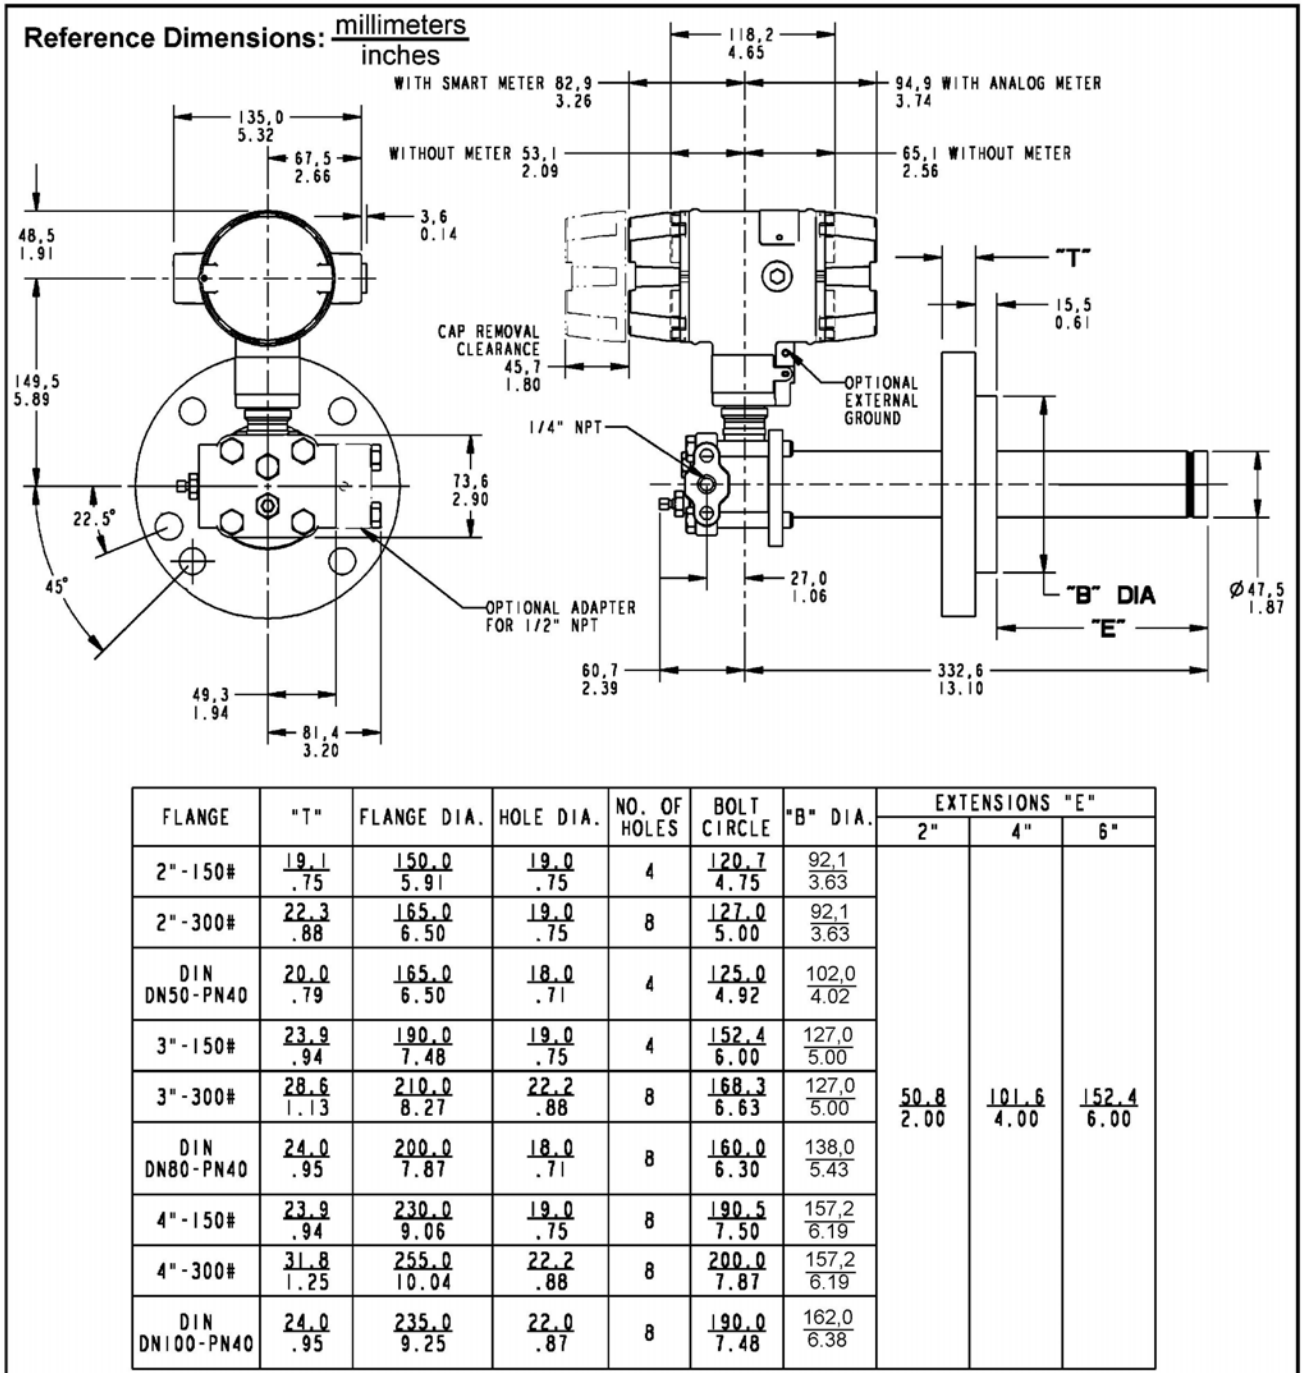 Reference Dimensions: millimeters
inches
118,2
4.65
WITH SMART METER 82,9
3.26
94,9 WITH ANALOG METER
3.74
135,0
5.32
67,5
2.66
WITHOUT METER 53,1
2.09
65,1 WITHOUT METER
2.56
3,6
0.14
48,5
1.91
"T"
15,5
0.61
CAP REMOVAL
CLEARANCE
45,7
1.80
149,5
5.89
OPTIONAL
EXTERNAL
GROUND
1/4" NPT
73,6
2.90
22.5°
45°
27,0
1.06
"B" DIA
Ø47,5
1.87
"E"
OPTIONAL ADAPTER
FOR 1/2" NPT
60,7
2.39
332,6
13.10
49,3
1.94
81,4
3.20
FLANGE "T" FLANGE DIA. HOLE DIA. NO. OF HOLES BOLT CIRCLE "B" DIA. EXTENSIONS "E"
2" 4" 6"
2"-150# 19.1 150.0 19.0 4 120.7 92,1
.75 5.91 .75 4.75 3.63
2"-300# 22.3 165.0 19.0 8 127.0 92,1
.88 6.50 .75 5.00 3.63
DIN DN50-PN40 20.0 165.0 18.0 4 125.0 102,0
.79 6.50 .71 4.92 4.02
3"-150# 23.9 190.0 19.0 4 152.4 127,0
.94 7.48 .75 6.00 5.00
3"-300# 28.6 210.0 22.2 8 168.3 127,0
1.13 8.27 .88 6.63 5.00
50.8 101.6 152.4
2.00 4.00 6.00
DIN DN80-PN40 24.0 200.0 18.0 8 160.0 138,0
.95 7.87 .71 6.30 5.43
4"-150# 23.9 230.0 19.0 8 190.5 157,2
.94 9.06 .75 7.50 6.19
4"-300# 31.8 255.0 22.2 8 200.0 157,2
1.25 10.04 .88 7.87 6.19
DIN DN100-PN40 24.0 235.0 22.0 8 190.0 162,0
.95 9.25 .87 7.48 6.38